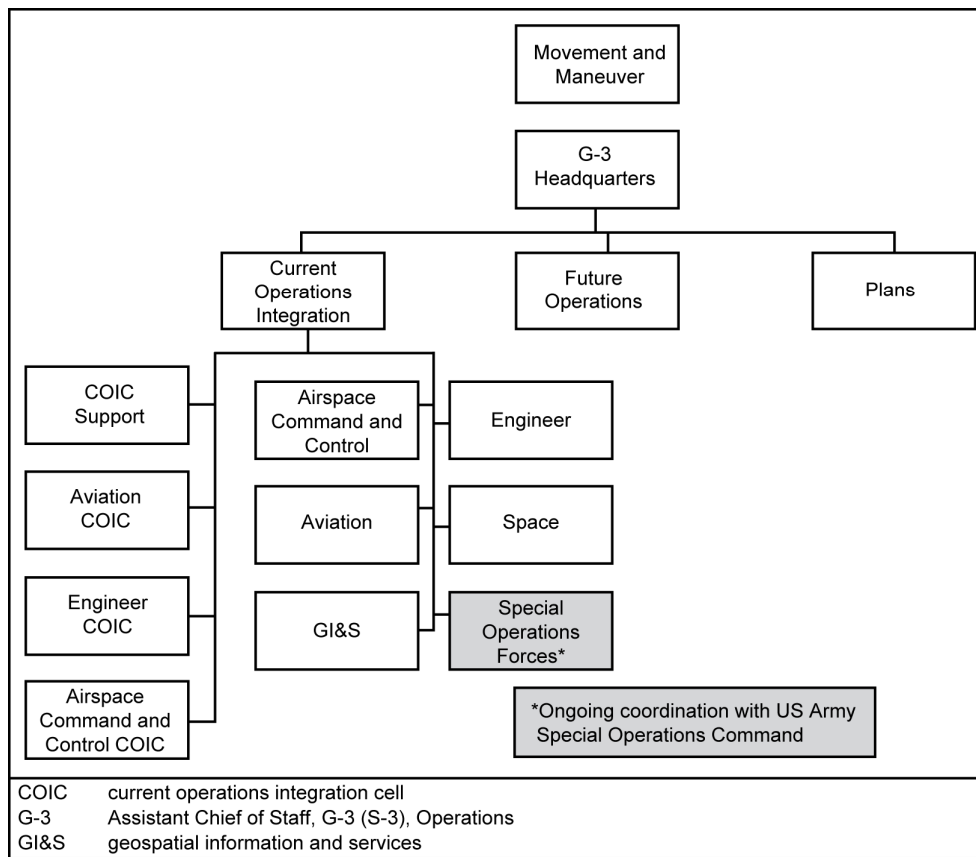 Movement and
Maneuver
G-3
Headquarters
Current
Operations
Integration
Future
Operations
Plans
COIC
Support
Airspace
Command and
Control
Engineer
Aviation
COIC
Aviation
Space
Engineer
COIC
GI&S
Special
Operations
Forces*
Airspace
Command and
Control COIC
*Ongoing coordination with US Army
Special Operations Command
COIC current operations integration cell
G-3 Assistant Chief of Staff, G-3 (S-3), Operations
GI&S geospatial information and services